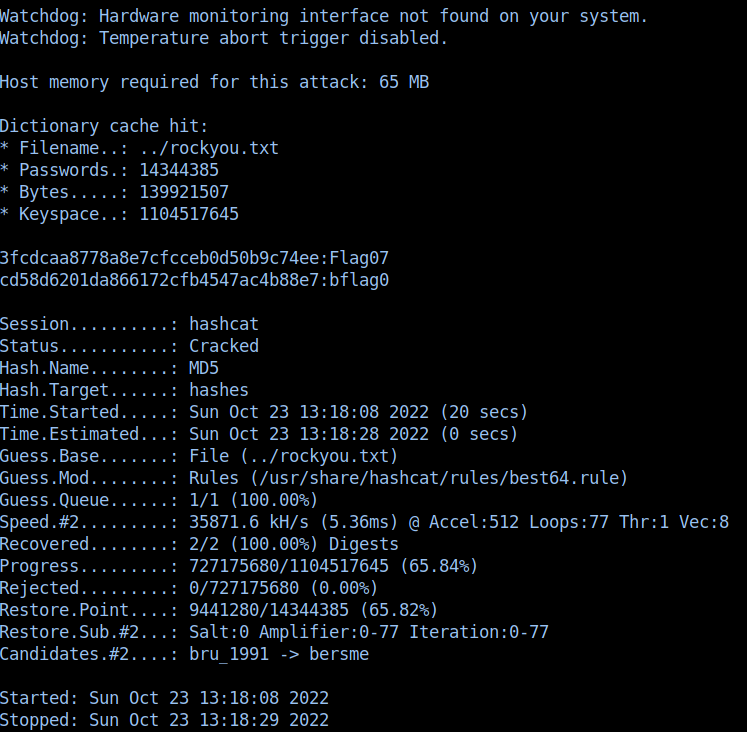 Watchdog: Hardware monitoring interface not found on your system.
Watchdog: Temperature abort trigger disabled.
Host memory required for this attack: 65 MB
Dictionary cache hit:
* Filename..: ../rockyou.txt
* Passwords.: 14344385
* Bytes.....: 139921507
* Keyspace..: 1104517645
3fcdcaa8778a8e7cfcceb0d50b9c74ee:Flag07
cd58d6201da866172cfb4547ac4b88e7:bflag0
Session..........: hashcat
Status...........: Cracked
Hash.Name........: MD5
Hash.Target......: hashes
Time.Started.....: Sun Oct 23 13:18:08 2022 (20 secs)
Time.Estimated...: Sun Oct 23 13:18:28 2022 (0 secs)
Guess.Base.......: File (../rockyou.txt)
Guess.Mod........: Rules (/usr/share/hashcat/rules/best64.rule)
Guess.Queue......: 1/1 (100.00%)
Speed.#2.........: 35871.6 kH/s (5.36ms) @ Accel:512 Loops:77 Thr:1 Vec:8
Recovered........: 2/2 (100.00%) Digests
Progress.........: 727175680/1104517645 (65.84%)
Rejected.........: 0/727175680 (0.00%)
Restore.Point....: 9441280/14344385 (65.82%)
Restore.Sub.#2...: Salt:0 Amplifier:0-77 Iteration:0-77
Candidates.#2....: bru_1991 -> bersme
Started: Sun Oct 23 13:18:08 2022
Stopped: Sun Oct 23 13:18:29 2022